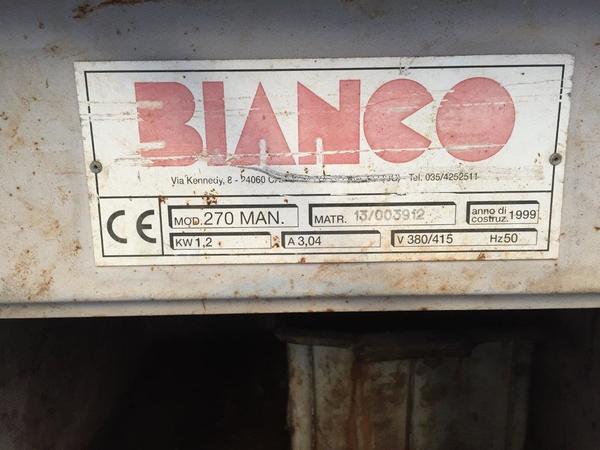 BIANCO
Via Kennedy, 8 - 24060 Tel. 035/4252511
CE MOD. 270 MAN. MATR. 13/003912 anno di costruz. 1999
KW 1,2 A 3,04 V 380/415 Hz 50